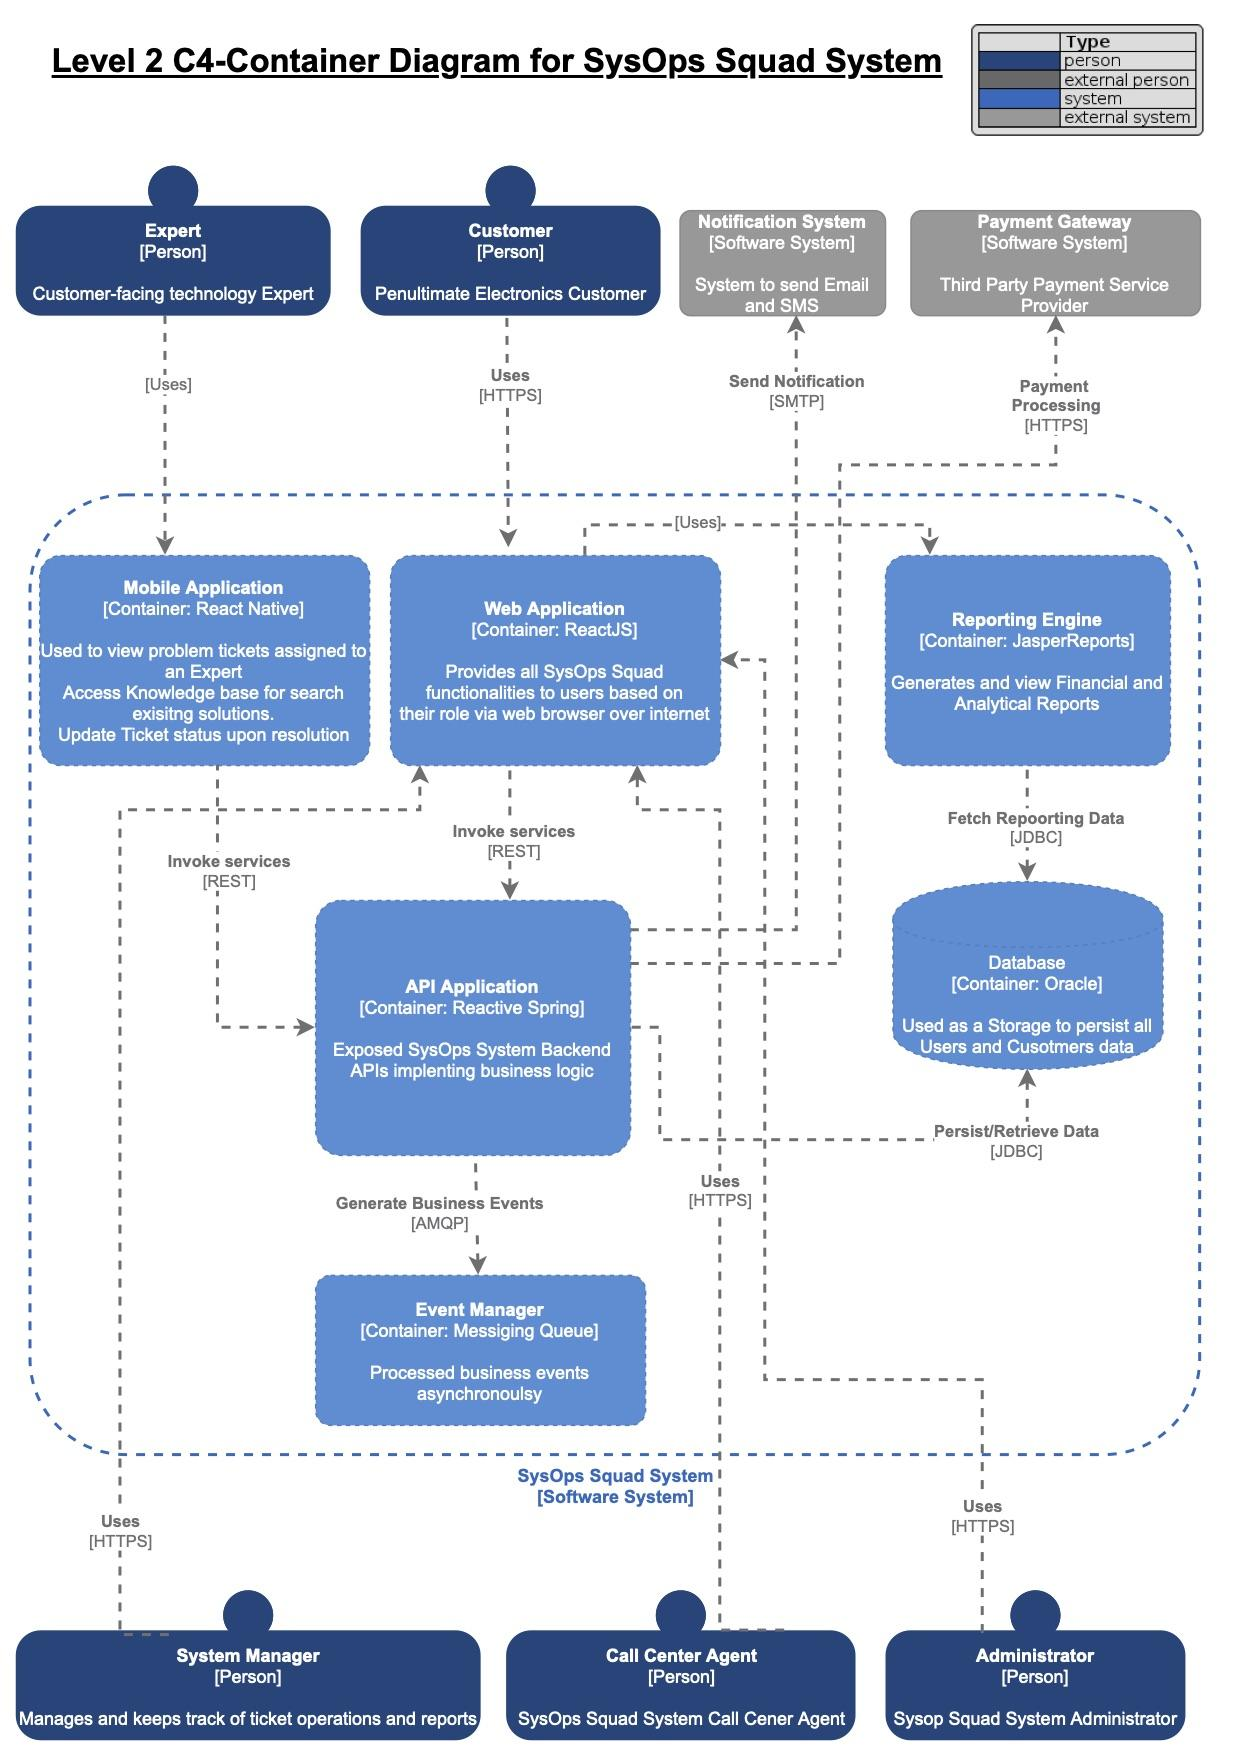 Level 2 C4-Container Diagram for SysOps Squad System
Type
person
external person
system
external system
Expert
[Person]
Customer-facing technology Expert
Customer
[Person]
Penultimate Electronics Customer
Notification System
[Software System]
System to send Email
and SMS
Payment Gateway
[Software System]
Third Party Payment Service
Provider
[Uses]
Uses
[HTTPS]
Send Notification
[SMTP]
Payment
Processing
[HTTPS]
[Uses]
Mobile Application
[Container: React Native]
Used to view problem tickets assigned to
an Expert
Access Knowledge base for search
exisitng solutions.
Update Ticket status upon resolution
Web Application
[Container: ReactJS]
Provides all SysOps Squad
functionalities to users based on
their role via web browser over internet
Reporting Engine
[Container: JasperReports]
Generates and view Financial and
Analytical Reports
Invoke services
[REST]
Invoke services
[REST]
Fetch Repoorting Data
[JDBC]
API Application
[Container: Reactive Spring]
Exposed SysOps System Backend
APIs implenting business logic
Database
[Container: Oracle]
Used as a Storage to persist all
Users and Cusotmers data
Persist/Retrieve Data
[JDBC]
Generate Business Events
[AMQP]
Uses
[HTTPS]
Event Manager
[Container: Messiging Queue]
Processed business events
asynchronoulsy
SysOps Squad System
[Software System]
Uses
[HTTPS]
Uses
[HTTPS]
System Manager
[Person]
Manages and keeps track of ticket operations and reports
Call Center Agent
[Person]
SysOps Squad System Call Cener Agent
Administrator
[Person]
Sysop Squad System Administrator